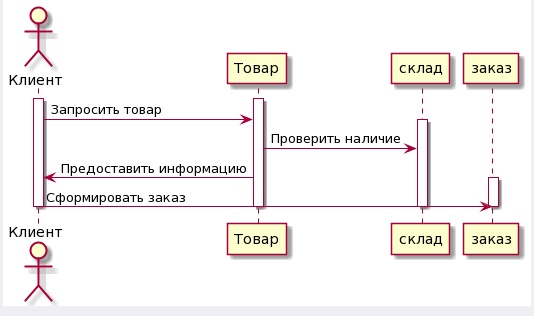 Клиент
Товар
склад
заказ
Запросить товар
Проверить наличие
Предоставить информацию
Сформировать заказ
Клиент
Товар
склад
заказ